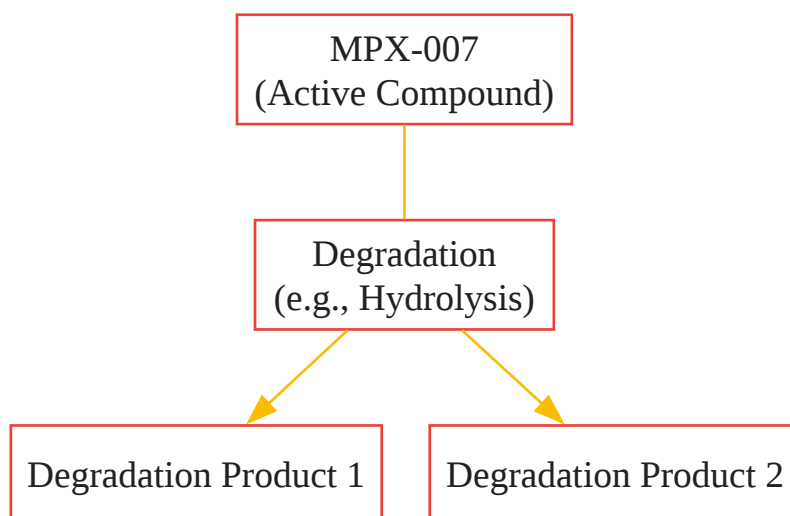 MPX-007
(Active Compound)
Degradation
(e.g., Hydrolysis)
Degradation Product 1
Degradation Product 2